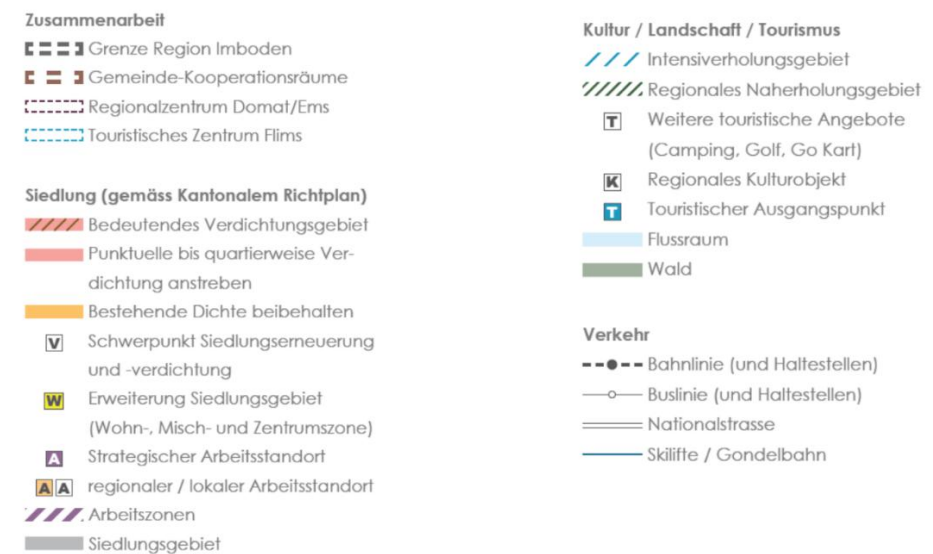 Zusammenarbeit
Grenze Region Imboden
Gemeinde-Kooperationsräume
Regionalzentrum Domat/Ems
Touristisches Zentrum Flims
Siedlung (gemäss Kantonalem Richtplan)
Bedeutendes Verdichtungsgebiet
Punktuelle bis quartierweise Ver-
dichtung anstreben
Bestehende Dichte beibehalten
V Schwerpunkt Siedlungserneuerung
und -verdichtung
W Erweiterung Siedlungsgebiet
(Wohn-, Misch- und Zentrumszone)
A Strategischer Arbeitsstandort
A A regionaler / lokaler Arbeitsstandort
Arbeitszonen
Siedlungsgebiet
Kultur / Landschaft / Tourismus
Intensiverholungsgebiet
Regionales Naherholungsgebiet
T Weitere touristische Angebote
(Camping, Golf, Go Kart)
K Regionales Kulturobjekt
T Touristischer Ausgangspunkt
Flussraum
Wald
Verkehr
Bahnlinie (und Haltestellen)
Buslinie (und Haltestellen)
Nationalstrasse
Skilifte / Gondelbahn